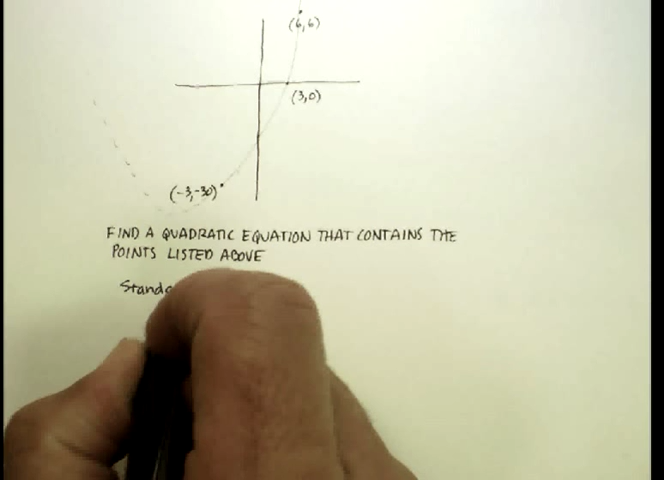 (6,6)
(3,0)
(-3,-30)
FIND A QUADRATIC EQUATION THAT CONTAINS THE
POINTS LISTED ABOVE